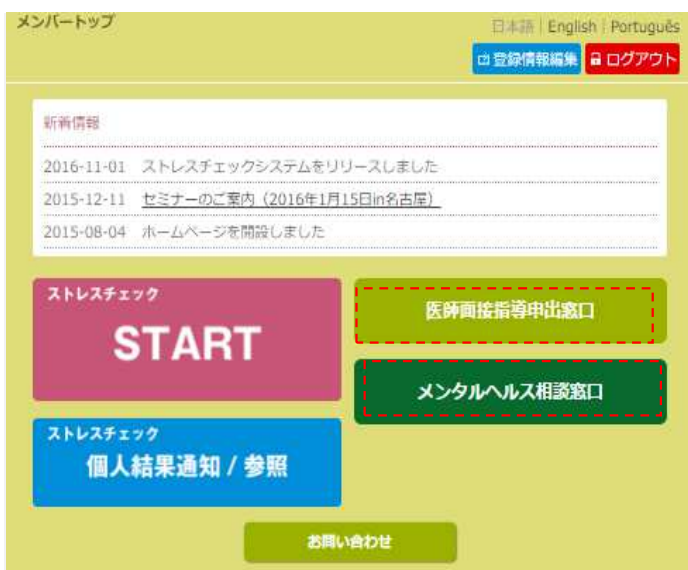 メンバートップ
日本語 | English | Português
登録情報編集 ログアウト
新着情報
2016-11-01 ストレスチェックシステムをリリースしました
2015-12-11 セミナーのご案内（2016年1月15日in名古屋）
2015-08-04 ホームページを開設しました
ストレスチェック
START
医師面接指導申出窓口
メンタルヘルス相談窓口
ストレスチェック
個人結果通知 / 参照
お問い合わせ